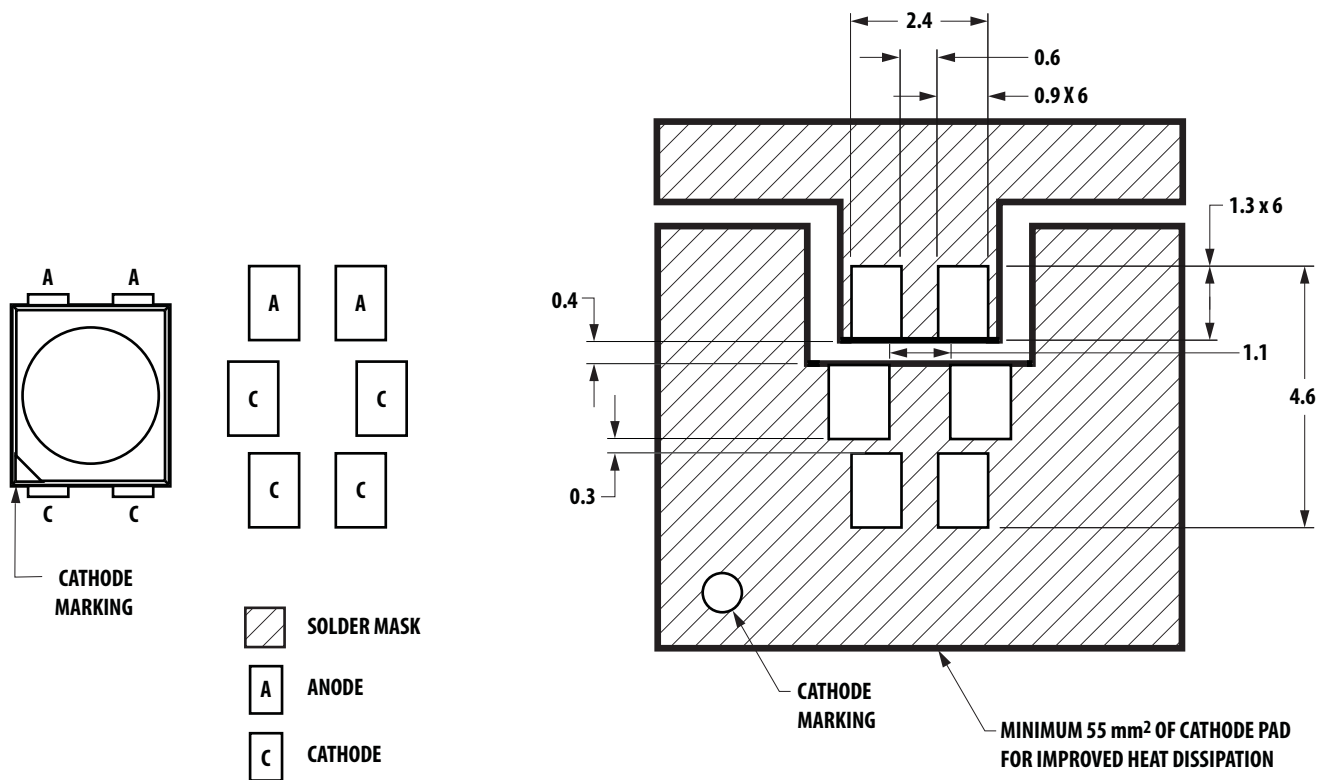 2.4
0.6
0.9 X 6
1.3 x 6
A A
A A
0.4
1.1
C C
4.6
C C
0.3
C C
CATHODE
MARKING
SOLDER MASK
A ANODE
C CATHODE
CATHODE
MARKING
MINIMUM 55 mm² OF CATHODE PAD
FOR IMPROVED HEAT DISSIPATION